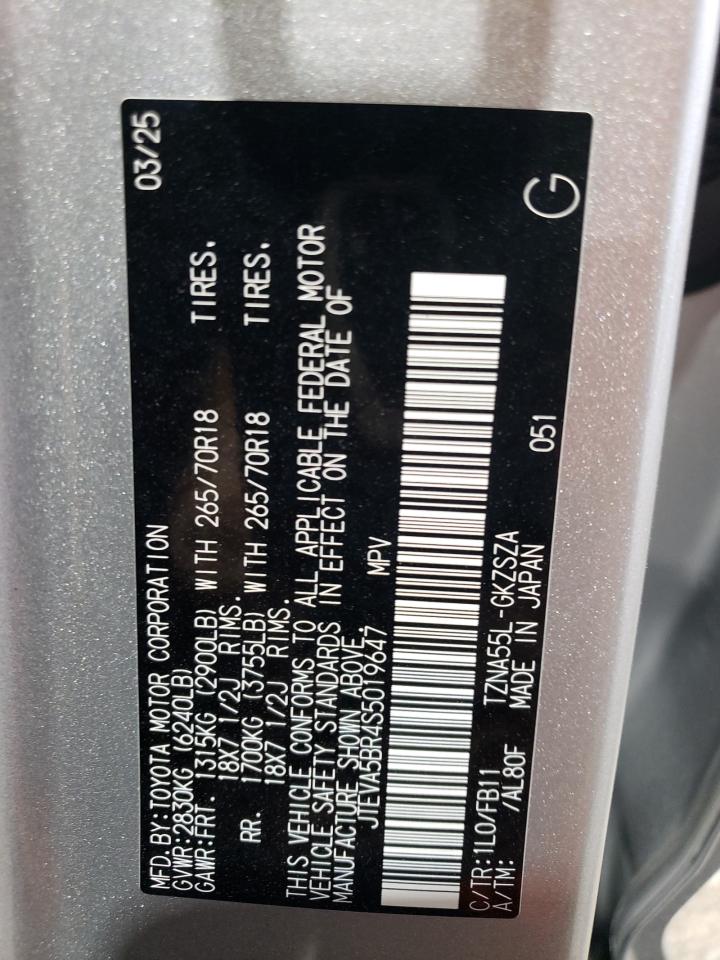 MFD.BY:TOYOTA MOTOR CORPORATION 03/25
GVWR:2830KG (6240LB)
GAWR:FRT. 1315KG (2900LB) WITH 265/70R18 TIRES.
18X7 1/2J RIMS.
RR. 1700KG (3755LB) WITH 265/70R18 TIRES.
18X7 1/2J RIMS.
THIS VEHICLE CONFORMS TO ALL APPLICABLE FEDERAL MOTOR
VEHICLE SAFETY STANDARDS IN EFFECT ON THE DATE OF
MANUFACTURE SHOWN ABOVE.
JTEVA5BR4S5019647 MPV
C/TR:1L0/FB11 TZNA55L-GKZSZA
A/TM: /AL80F MADE IN JAPAN 051
G